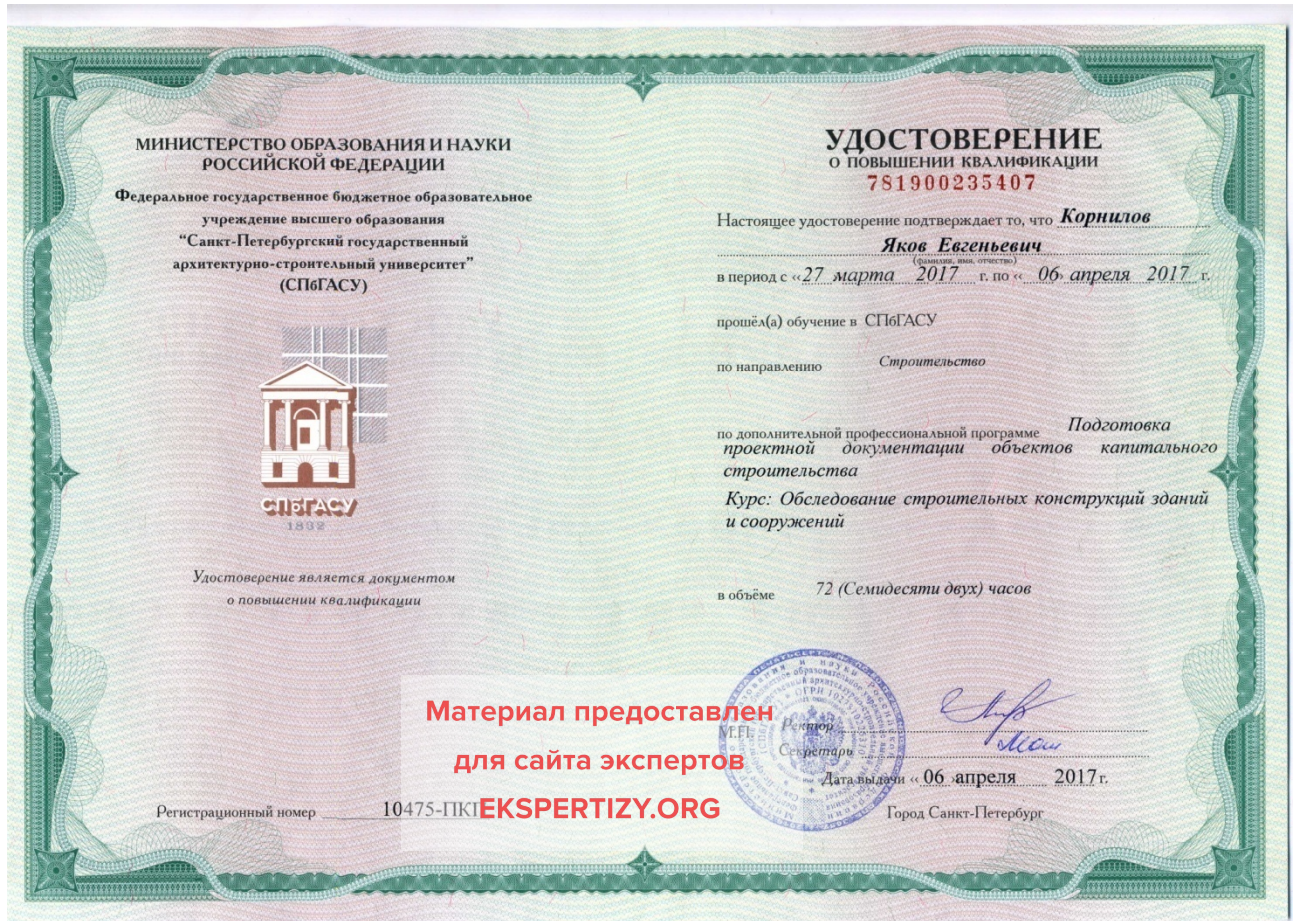 МИНИСТЕРСТВО ОБРАЗОВАНИЯ И НАУКИ
РОССИЙСКОЙ ФЕДЕРАЦИИ
Федеральное государственное бюджетное образовательное
учреждение высшего образования
“Санкт-Петербургский государственный
архитектурно-строительный университет”
(СПбГАСУ)
СПбГАСУ
1832
Удостоверение является документом
о повышении квалификации
Регистрационный номер 10475-ПКП
УДОСТОВЕРЕНИЕ
О ПОВЫШЕНИИ КВАЛИФИКАЦИИ
781900235407
Настоящее удостоверение подтверждает то, что Корнилов
Яков Евгеньевич
(фамилия, имя, отчество)
в период с «27 марта 2017 г. по « 06» апреля 2017 г.
прошёл(а) обучение в СПбГАСУ
по направлению Строительство
по дополнительной профессиональной программе Подготовка
проектной документации объектов капитального
строительства
Курс: Обследование строительных конструкций зданий
и сооружений
в объёме 72 (Семидесяти двух) часов
М.П. Ректор
Секретарь
Дата выдачи « 06 »апреля 2017 г.
Город Санкт-Петербург
Материал предоставлен
для сайта экспертов
EKSPERTIZY.ORG